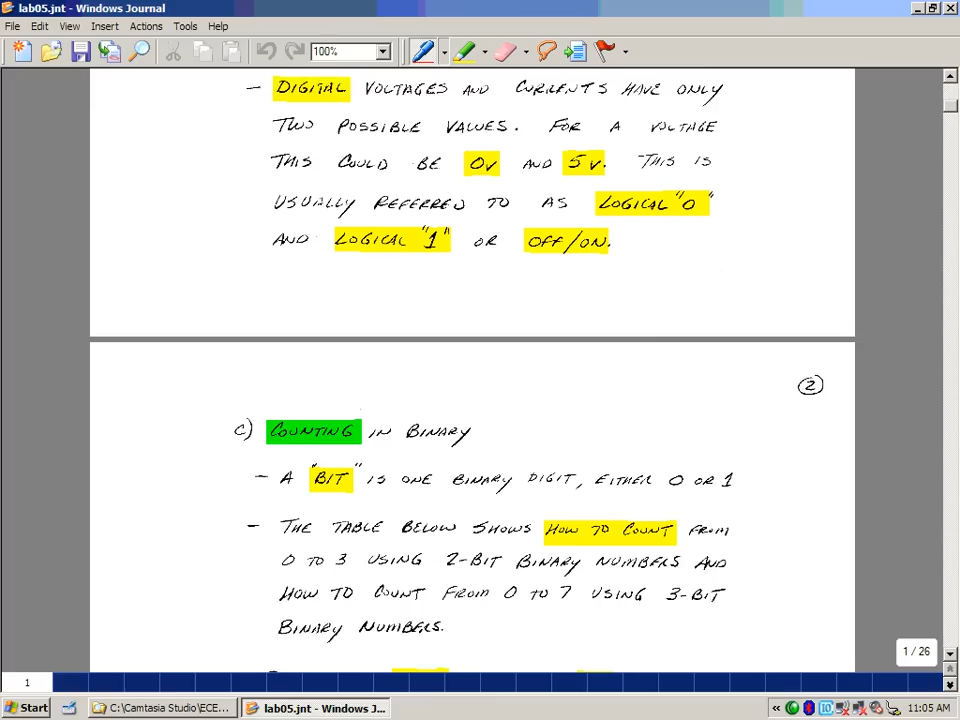 lab05.jnt - Windows Journal
File Edit View Insert Actions Tools Help
100%
- DIGITAL VOLTAGES AND CURRENTS HAVE ONLY
TWO POSSIBLE VALUES. FOR A VOLTAGE
THIS COULD BE 0V AND 5V. THIS IS
USUALLY REFERRED TO AS LOGICAL "0"
AND LOGICAL "1" OR OFF/ON.
2
C) COUNTING IN BINARY
- A "BIT" IS ONE BINARY DIGIT, EITHER 0 OR 1
- THE TABLE BELOW SHOWS HOW TO COUNT FROM
0 TO 3 USING 2-BIT BINARY NUMBERS AND
HOW TO COUNT FROM 0 TO 7 USING 3-BIT
BINARY NUMBERS.
1 / 26
1
Start C:\Camtasia Studio\ECE... lab05.jnt - Windows J... 11:05 AM